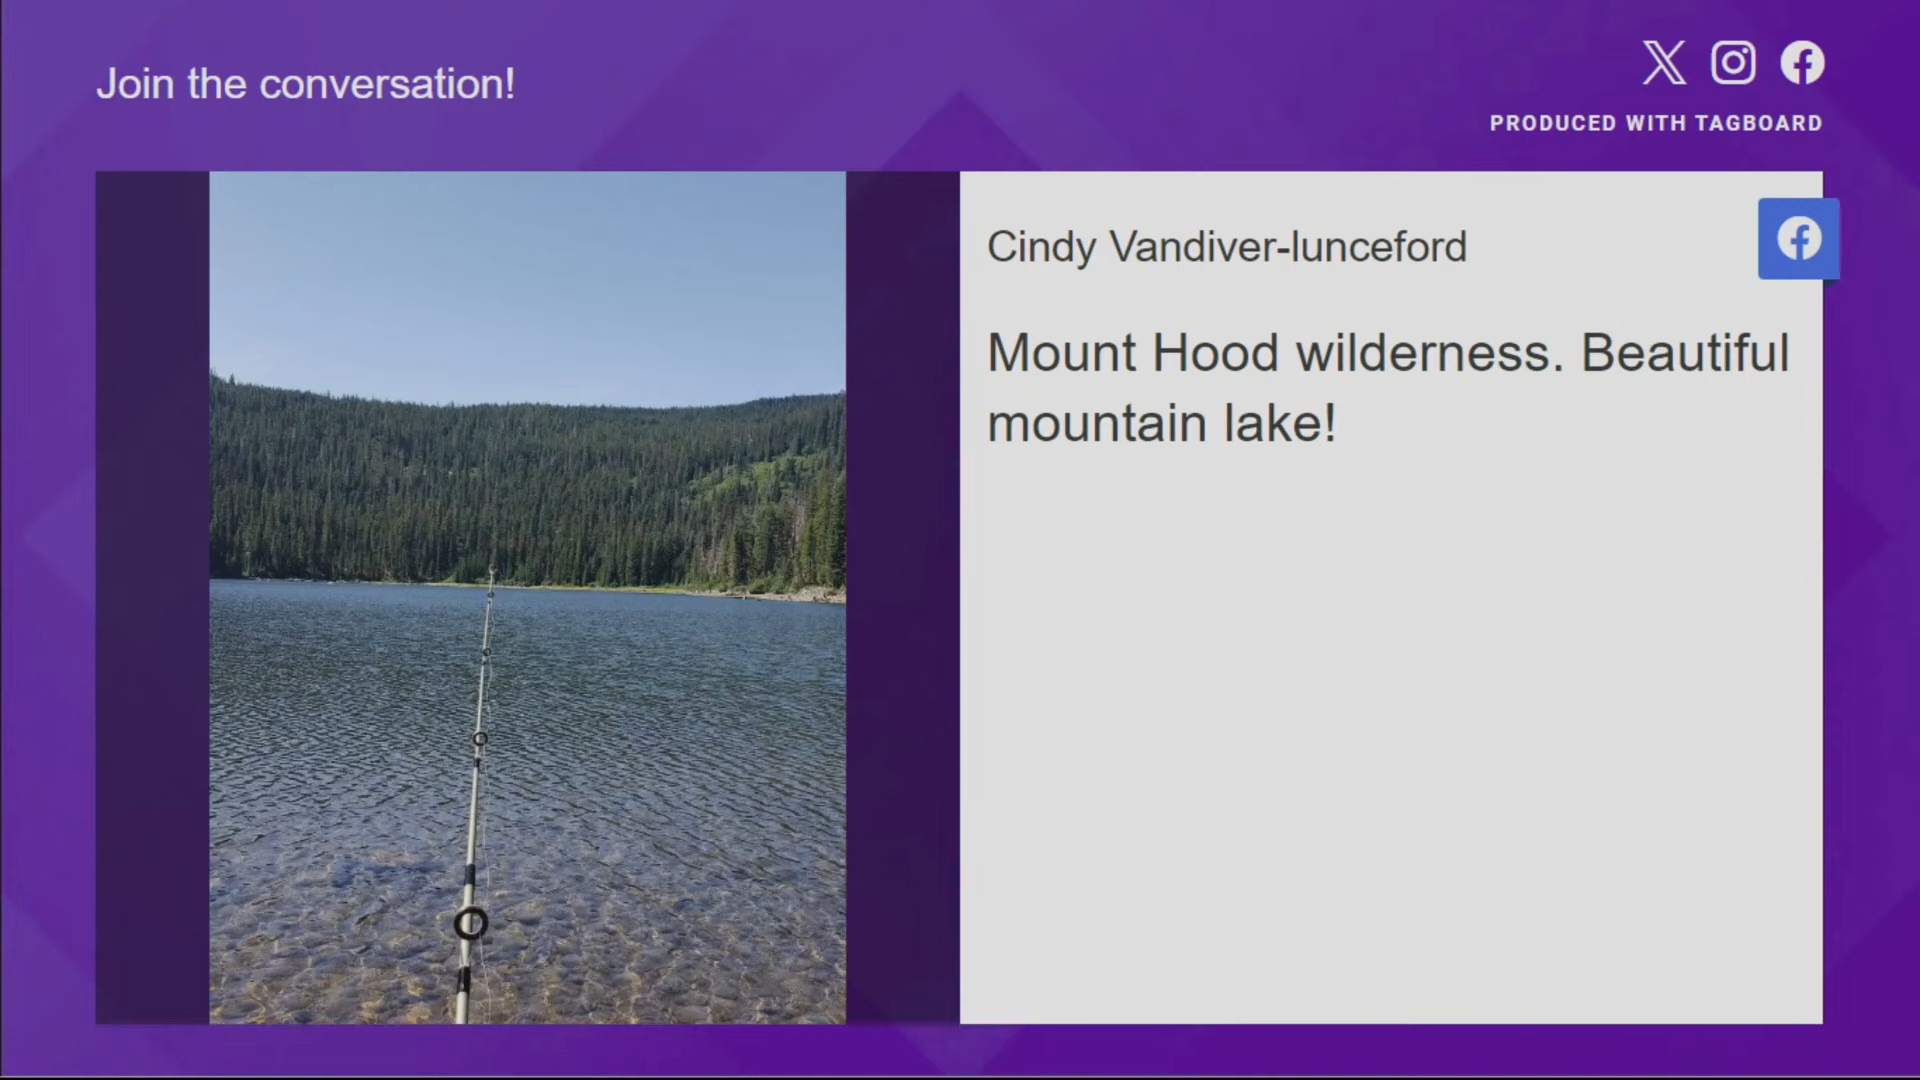 Join the conversation!
PRODUCED WITH TAGBOARD
Cindy Vandiver-lunceford
Mount Hood wilderness. Beautiful
mountain lake!